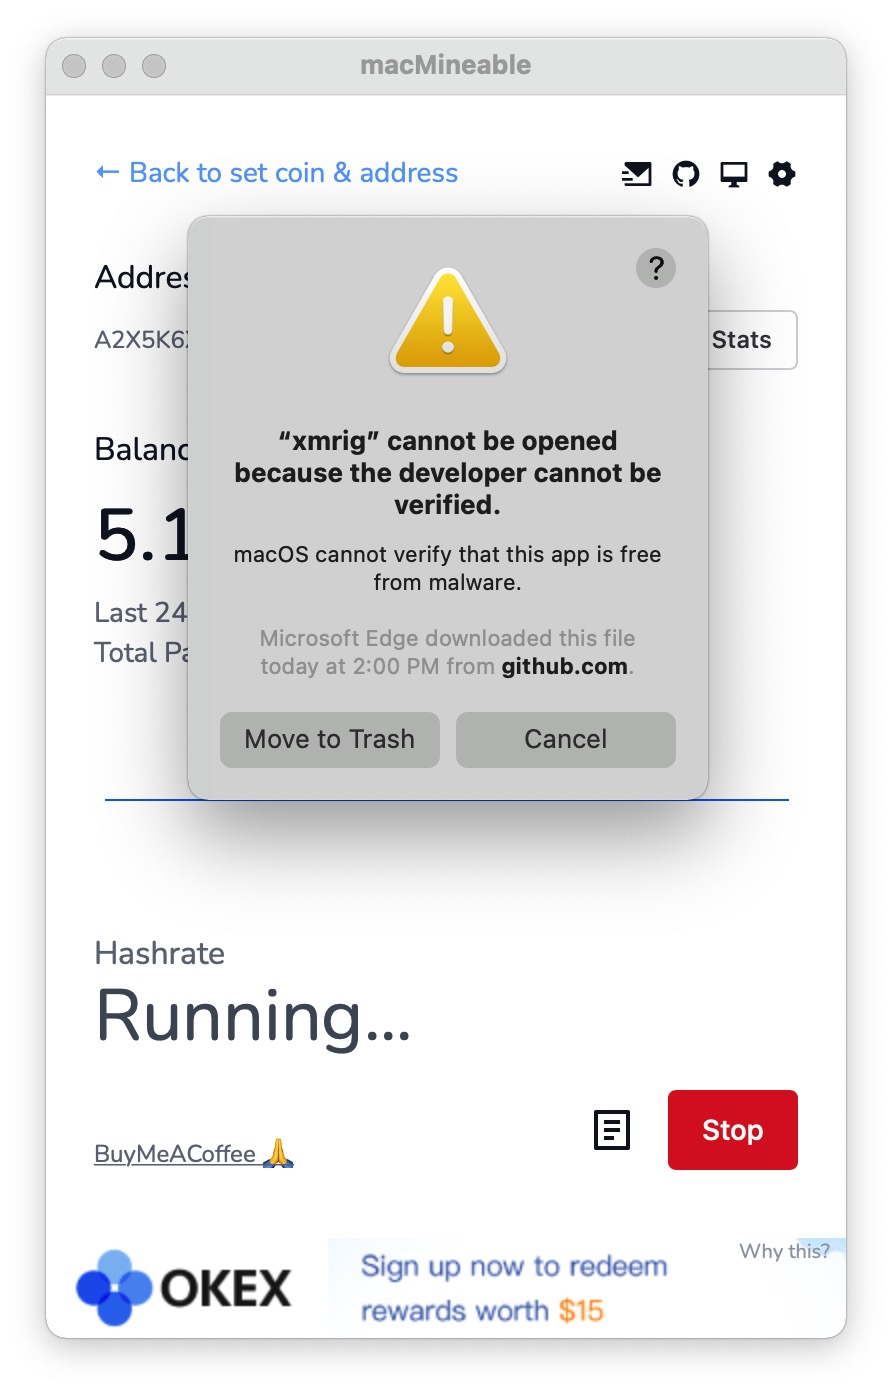 macMineable
← Back to set coin & address
?
Addres
A2X5K6
Stats
“xmrig” cannot be opened
because the developer cannot be
verified.
macOS cannot verify that this app is free
from malware.
Microsoft Edge downloaded this file
today at 2:00 PM from github.com.
Move to Trash
Cancel
Balanc
5.1
Last 24
Total Pa
Hashrate
Running...
BuyMeACoffee 🙏
Stop
OKEX
Sign up now to redeem
rewards worth $15
Why this?